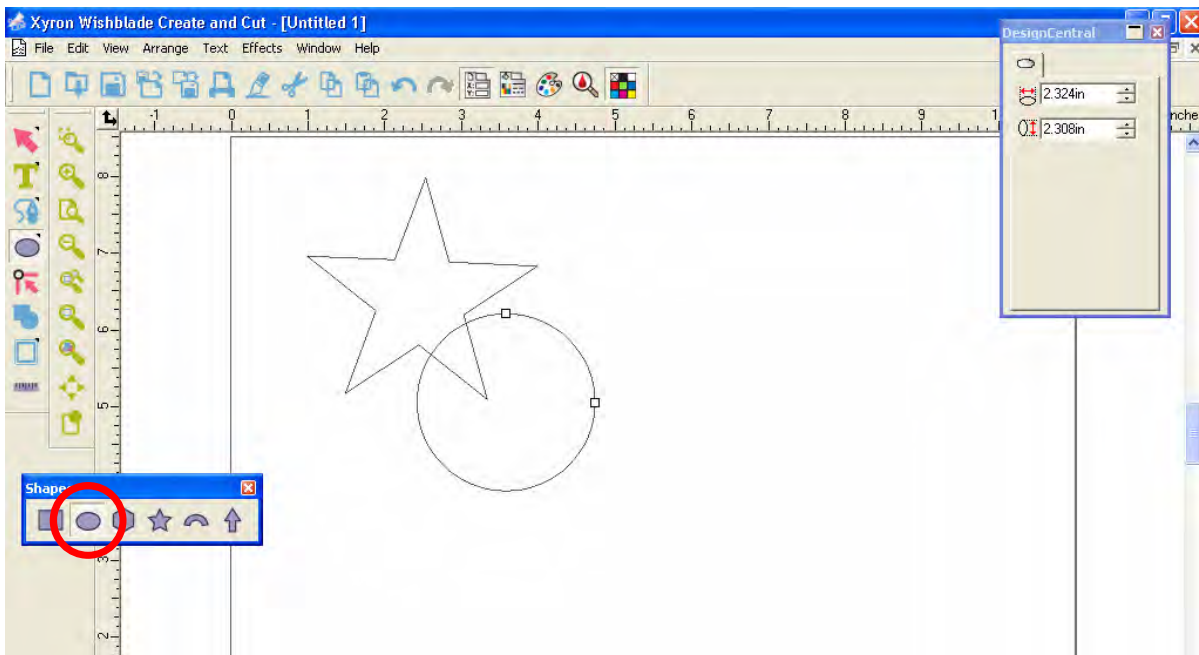 Xyron Wishblade Create and Cut - [Untitled 1]
DesignCentral
File Edit View Arrange Text Effects Window Help
-1 0 1 2 3 4 5 6 7 8 9
2.324in
2.308in
8
7
6
5
3
2